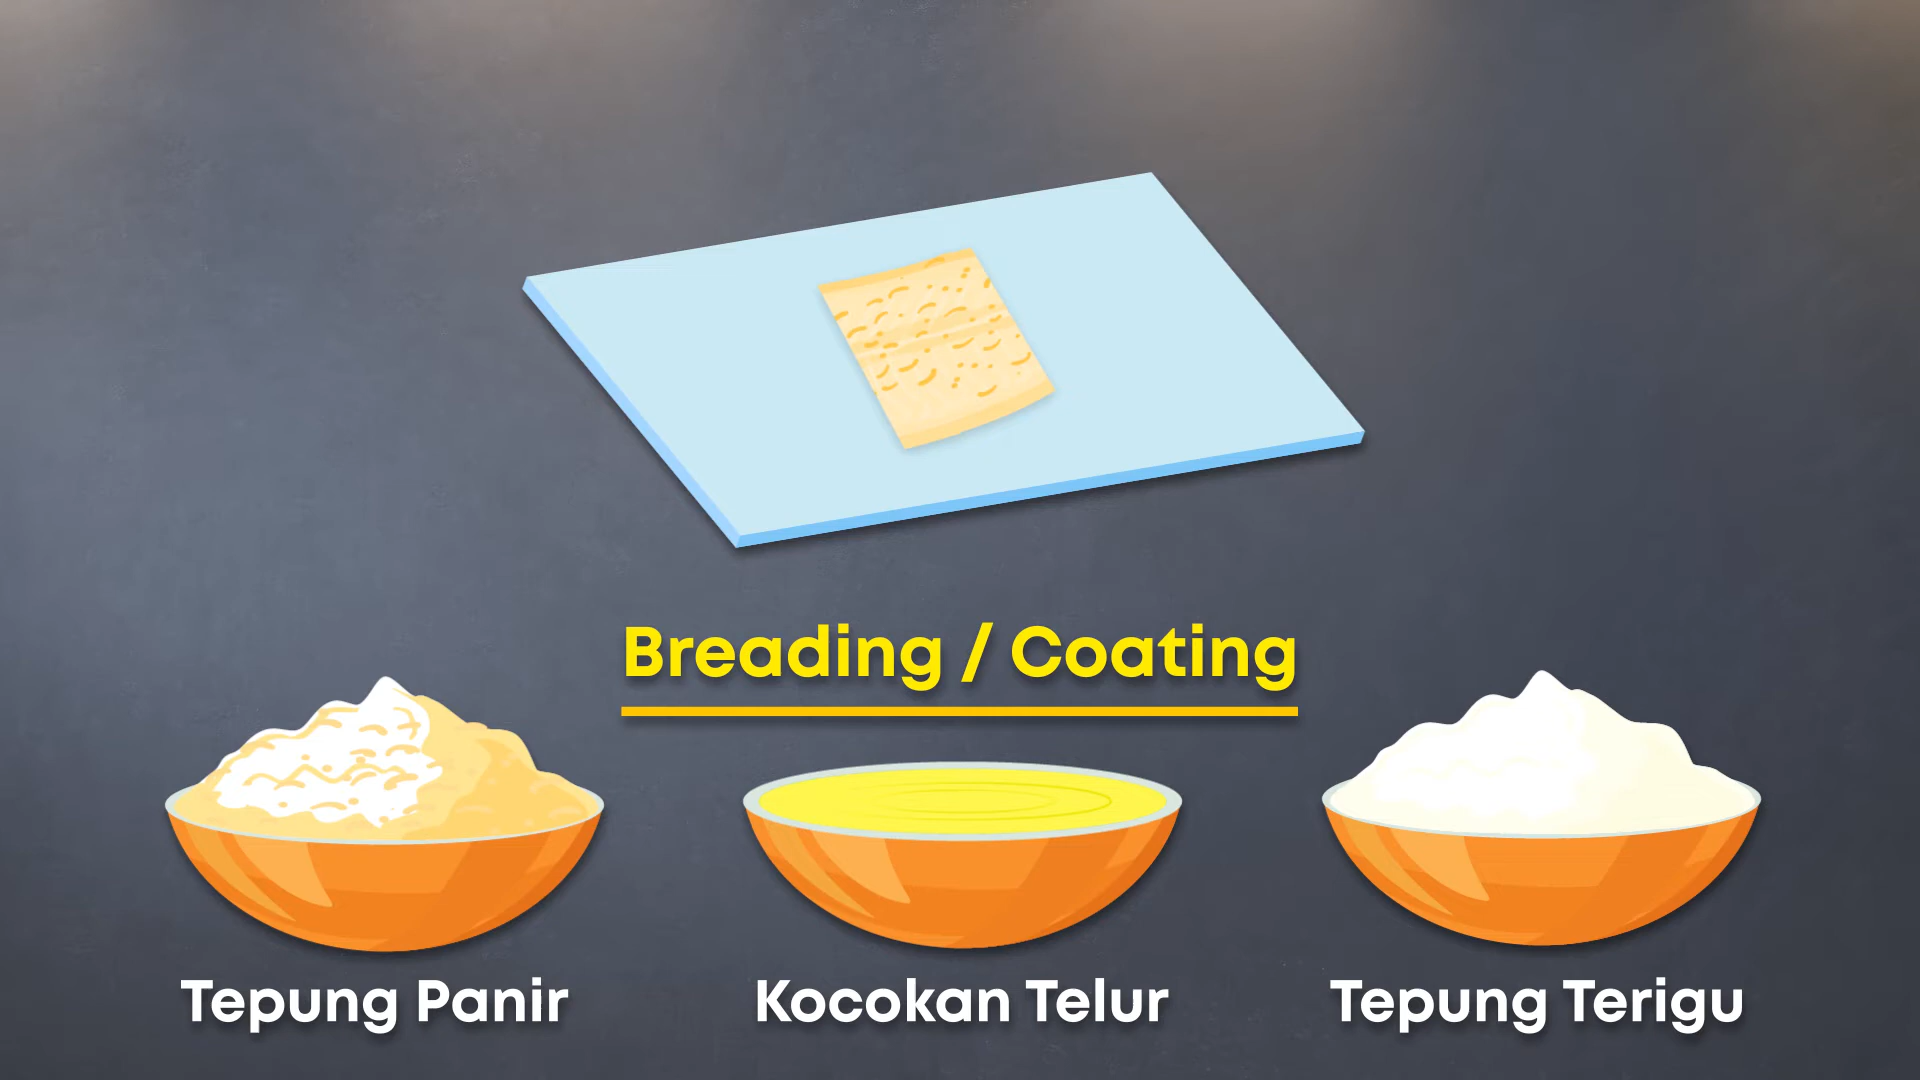 Breading / Coating
Tepung Panir
Kocokan Telur
Tepung Terigu